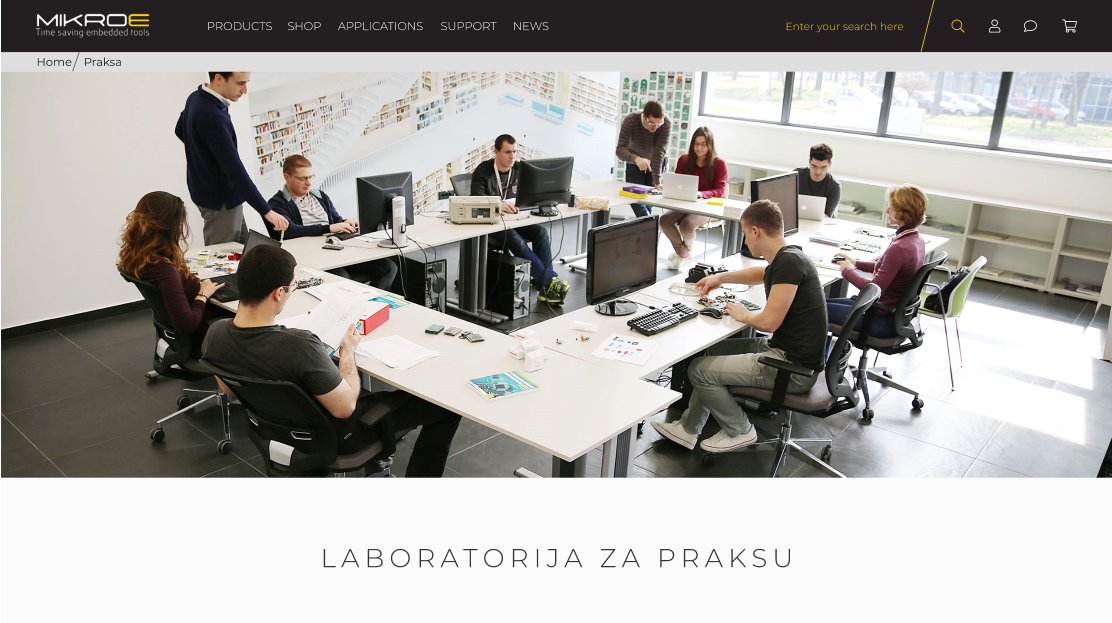 MIKROE
Time saving embedded tools
PRODUCTS SHOP APPLICATIONS SUPPORT NEWS
Enter your search here
Home/ Praksa
LABORATORIJA ZA PRAKSU